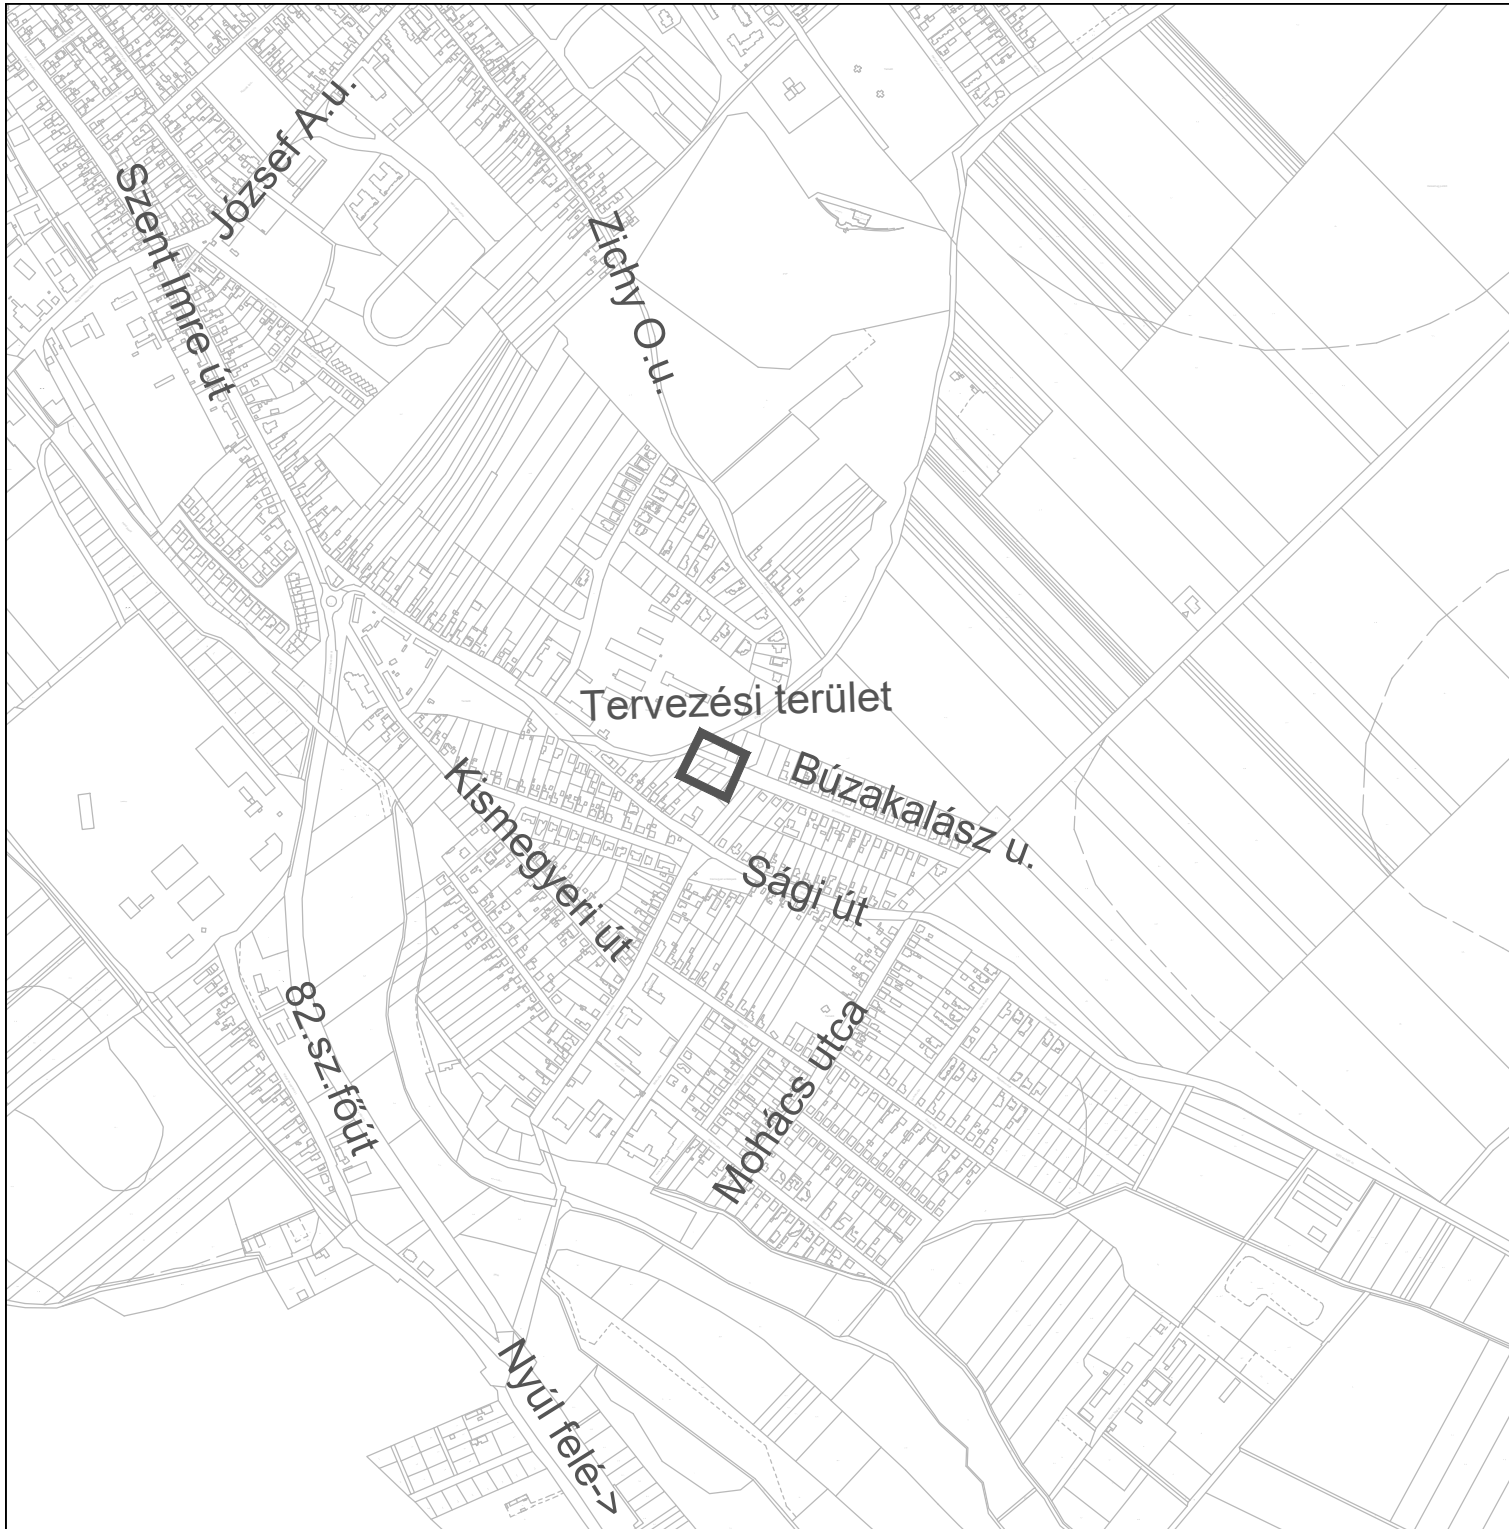 József A.u.
Szent Imre út
Zichy O.u.
Tervezési terület
Búzakalász u.
Kismegyeri út
Sági út
82.sz.főút
Mohács utca
Nyúl felé->